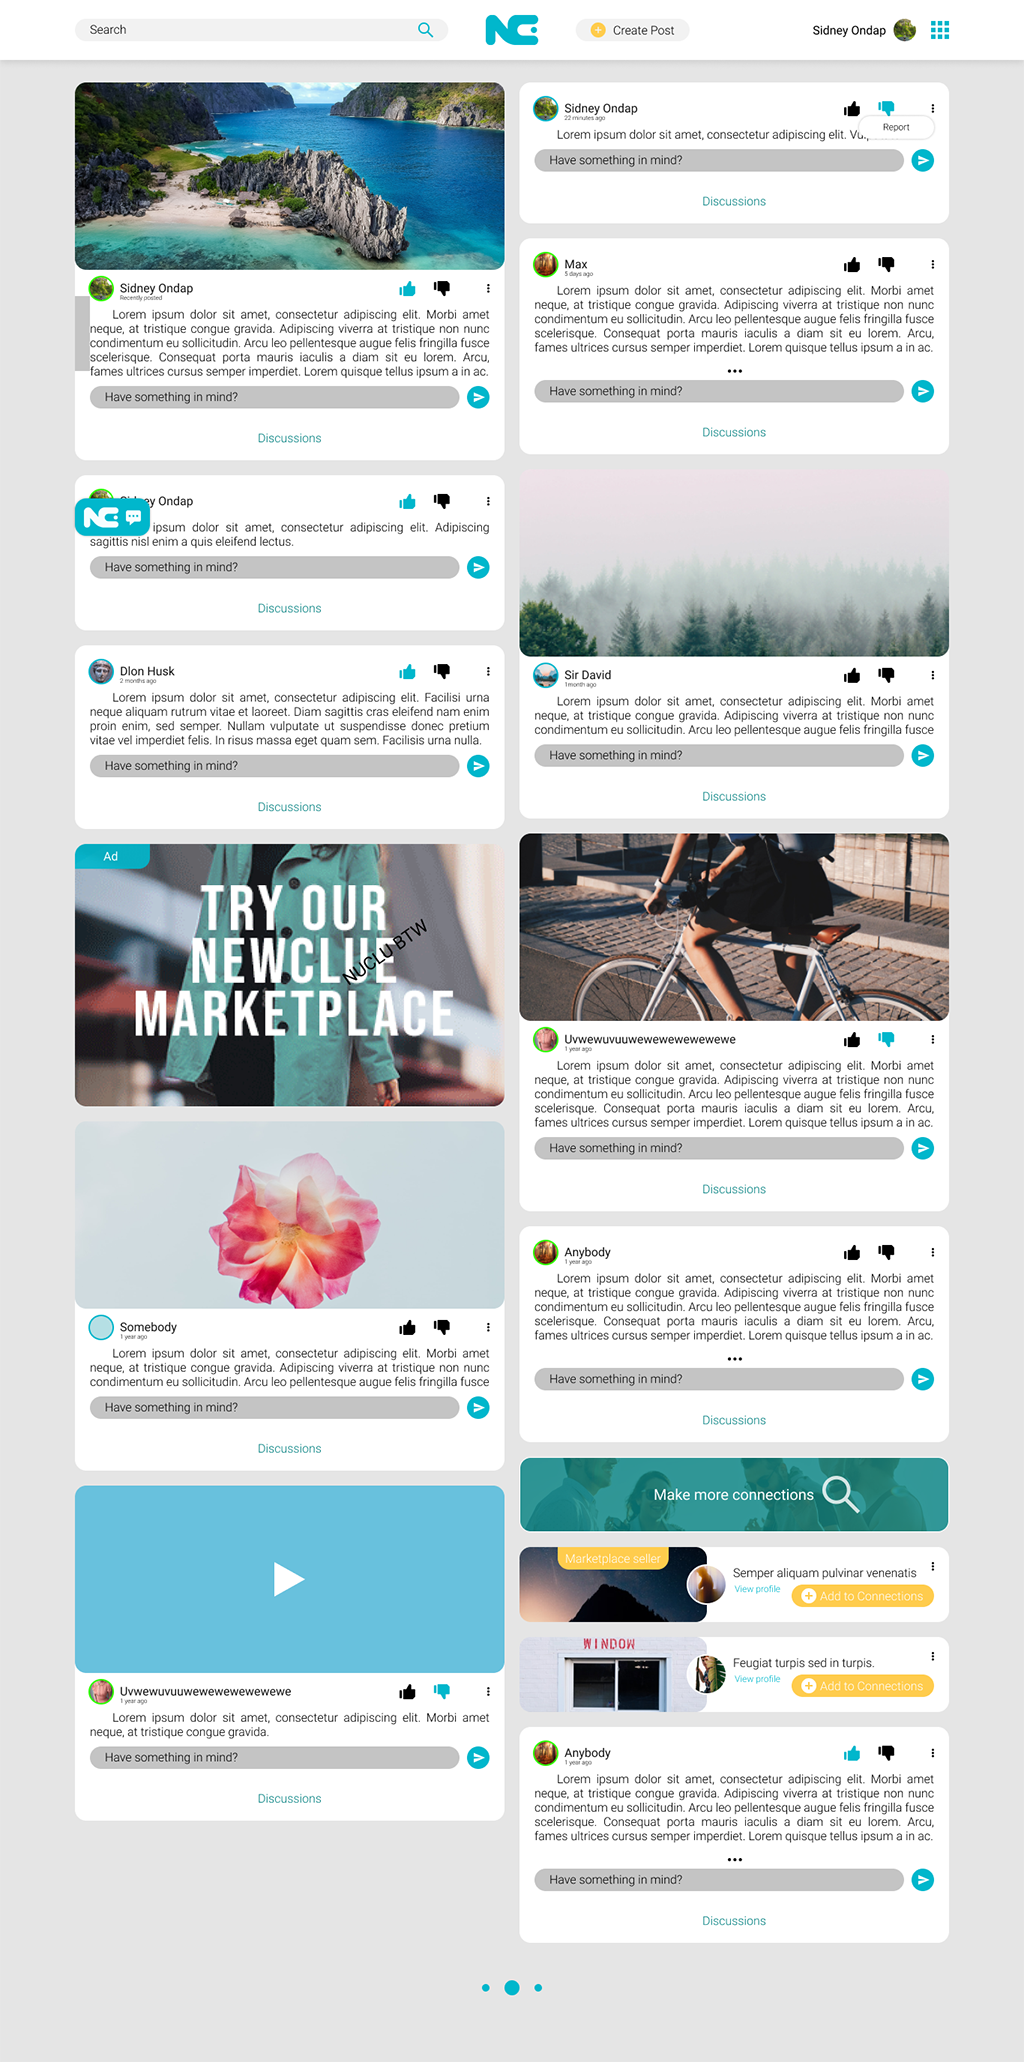 Search
NC
Create Post
Sidney Ondap
Sidney Ondap
Recently posted
Lorem ipsum dolor sit amet, consectetur adipiscing elit. Morbi amet
neque, at tristique congue gravida. Adipiscing viverra at tristique non nunc
condimentum eu sollicitudin. Arcu leo pellentesque augue felis fringilla fusce
scelerisque. Consequat porta mauris iaculis a diam sit eu lorem. Arcu,
fames ultrices cursus semper imperdiet. Lorem quisque tellus ipsum a in ac.
Have something in mind?
Discussions
Sidney Ondap
NC
ipsum dolor sit amet, consectetur adipiscing elit. Adipiscing
sagittis nisl enim a quis eleifend lectus.
Have something in mind?
Discussions
Dlon Husk
2 months ago
Lorem ipsum dolor sit amet, consectetur adipiscing elit. Facilisi urna
neque aliquam rutrum vitae et laoreet. Diam sagittis cras eleifend nam enim
proin enim, sed semper. Nullam vulputate ut suspendisse donec pretium
vitae vel imperdiet felis. In risus massa eget quam sem. Facilisis urna nulla.
Have something in mind?
Discussions
Ad
TRY OUR
NEWCLUE
MARKETPLACE
NUCLU BTW
Somebody
1 year ago
Lorem ipsum dolor sit amet, consectetur adipiscing elit. Morbi amet
neque, at tristique congue gravida. Adipiscing viverra at tristique non nunc
condimentum eu sollicitudin. Arcu leo pellentesque augue felis fringilla fusce
Have something in mind?
Discussions
Uvwewuvuuwewewewewewewe
1 year ago
Lorem ipsum dolor sit amet, consectetur adipiscing elit. Morbi amet
neque, at tristique congue gravida.
Have something in mind?
Discussions
Sidney Ondap
22 minutes ago
Report
Lorem ipsum dolor sit amet, consectetur adipiscing elit.
Have something in mind?
Discussions
Max
5 days ago
Lorem ipsum dolor sit amet, consectetur adipiscing elit. Morbi amet
neque, at tristique congue gravida. Adipiscing viverra at tristique non nunc
condimentum eu sollicitudin. Arcu leo pellentesque augue felis fringilla fusce
scelerisque. Consequat porta mauris iaculis a diam sit eu lorem. Arcu,
fames ultrices cursus semper imperdiet. Lorem quisque tellus ipsum a in ac.
...
Have something in mind?
Discussions
Sir David
1 month ago
Lorem ipsum dolor sit amet, consectetur adipiscing elit. Morbi amet
neque, at tristique congue gravida. Adipiscing viverra at tristique non nunc
condimentum eu sollicitudin. Arcu leo pellentesque augue felis fringilla fusce
Have something in mind?
Discussions
Uvwewuvuuwewewewewewewe
1 year ago
Lorem ipsum dolor sit amet, consectetur adipiscing elit. Morbi amet
neque, at tristique congue gravida. Adipiscing viverra at tristique non nunc
condimentum eu sollicitudin. Arcu leo pellentesque augue felis fringilla fusce
scelerisque. Consequat porta mauris iaculis a diam sit eu lorem. Arcu,
fames ultrices cursus semper imperdiet. Lorem quisque tellus ipsum a in ac.
Have something in mind?
Discussions
Anybody
1 year ago
Lorem ipsum dolor sit amet, consectetur adipiscing elit. Morbi amet
neque, at tristique congue gravida. Adipiscing viverra at tristique non nunc
condimentum eu sollicitudin. Arcu leo pellentesque augue felis fringilla fusce
scelerisque. Consequat porta mauris iaculis a diam sit eu lorem. Arcu,
fames ultrices cursus semper imperdiet. Lorem quisque tellus ipsum a in ac.
...
Have something in mind?
Discussions
Make more connections
Marketplace seller
Semper aliquam pulvinar venenatis
View profile
Add to Connections
WINDOW
Feugiat turpis sed in turpis.
View profile
Add to Connections
Anybody
1 year ago
Lorem ipsum dolor sit amet, consectetur adipiscing elit. Morbi amet
neque, at tristique congue gravida. Adipiscing viverra at tristique non nunc
condimentum eu sollicitudin. Arcu leo pellentesque augue felis fringilla fusce
scelerisque. Consequat porta mauris iaculis a diam sit eu lorem. Arcu,
fames ultrices cursus semper imperdiet. Lorem quisque tellus ipsum a in ac.
...
Have something in mind?
Discussions